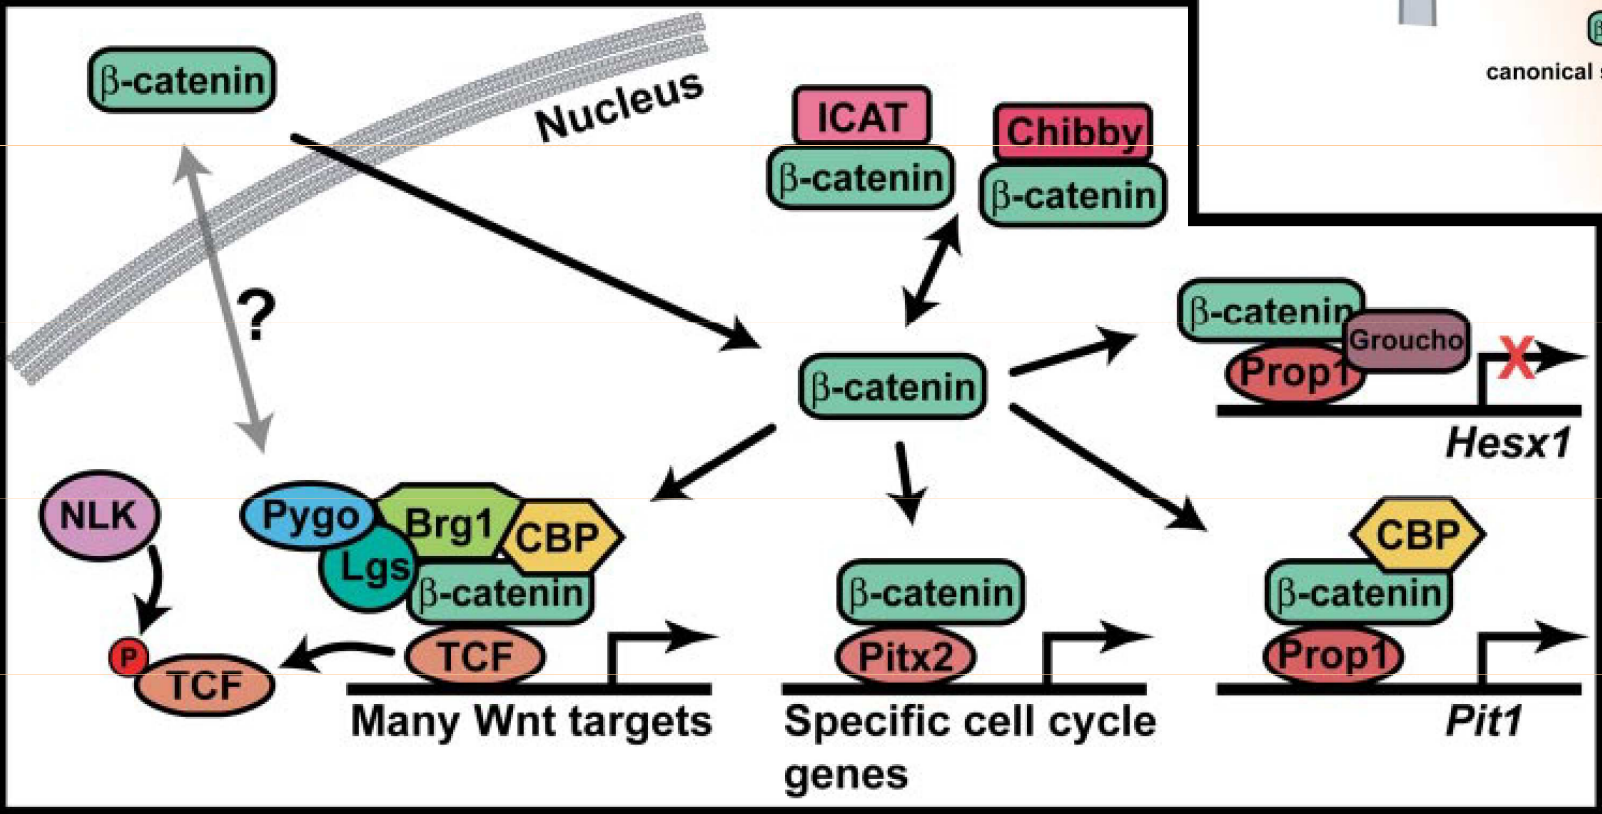 β-catenin
Nucleus
?
ICAT
β-catenin
Chibby
β-catenin
canonical
β-catenin
β-catenin
Groucho
Prop1
X
Hesx1
NLK
P
TCF
Pygo
Brg1
CBP
Lgs
β-catenin
TCF
Many Wnt targets
β-catenin
Pitx2
Specific cell cycle
genes
CBP
β-catenin
Prop1
Pit1